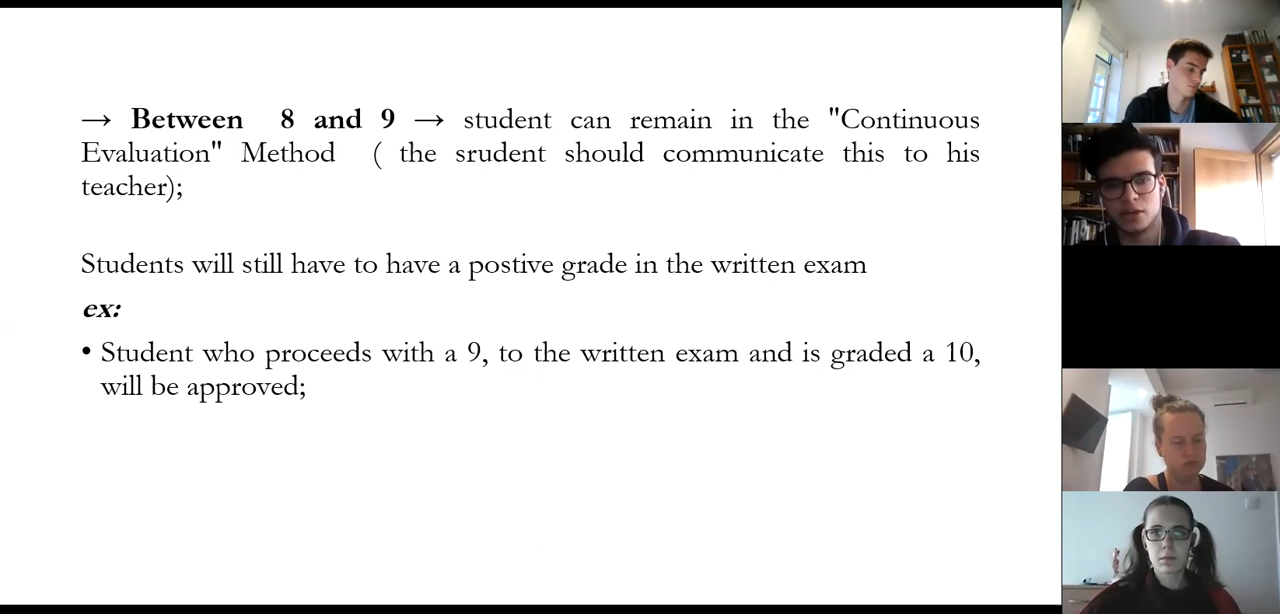 → Between 8 and 9 → student can remain in the "Continuous
Evaluation" Method ( the srudent should communicate this to his
teacher);
Students will still have to have a postive grade in the written exam
ex:
• Student who proceeds with a 9, to the written exam and is graded a 10,
will be approved;